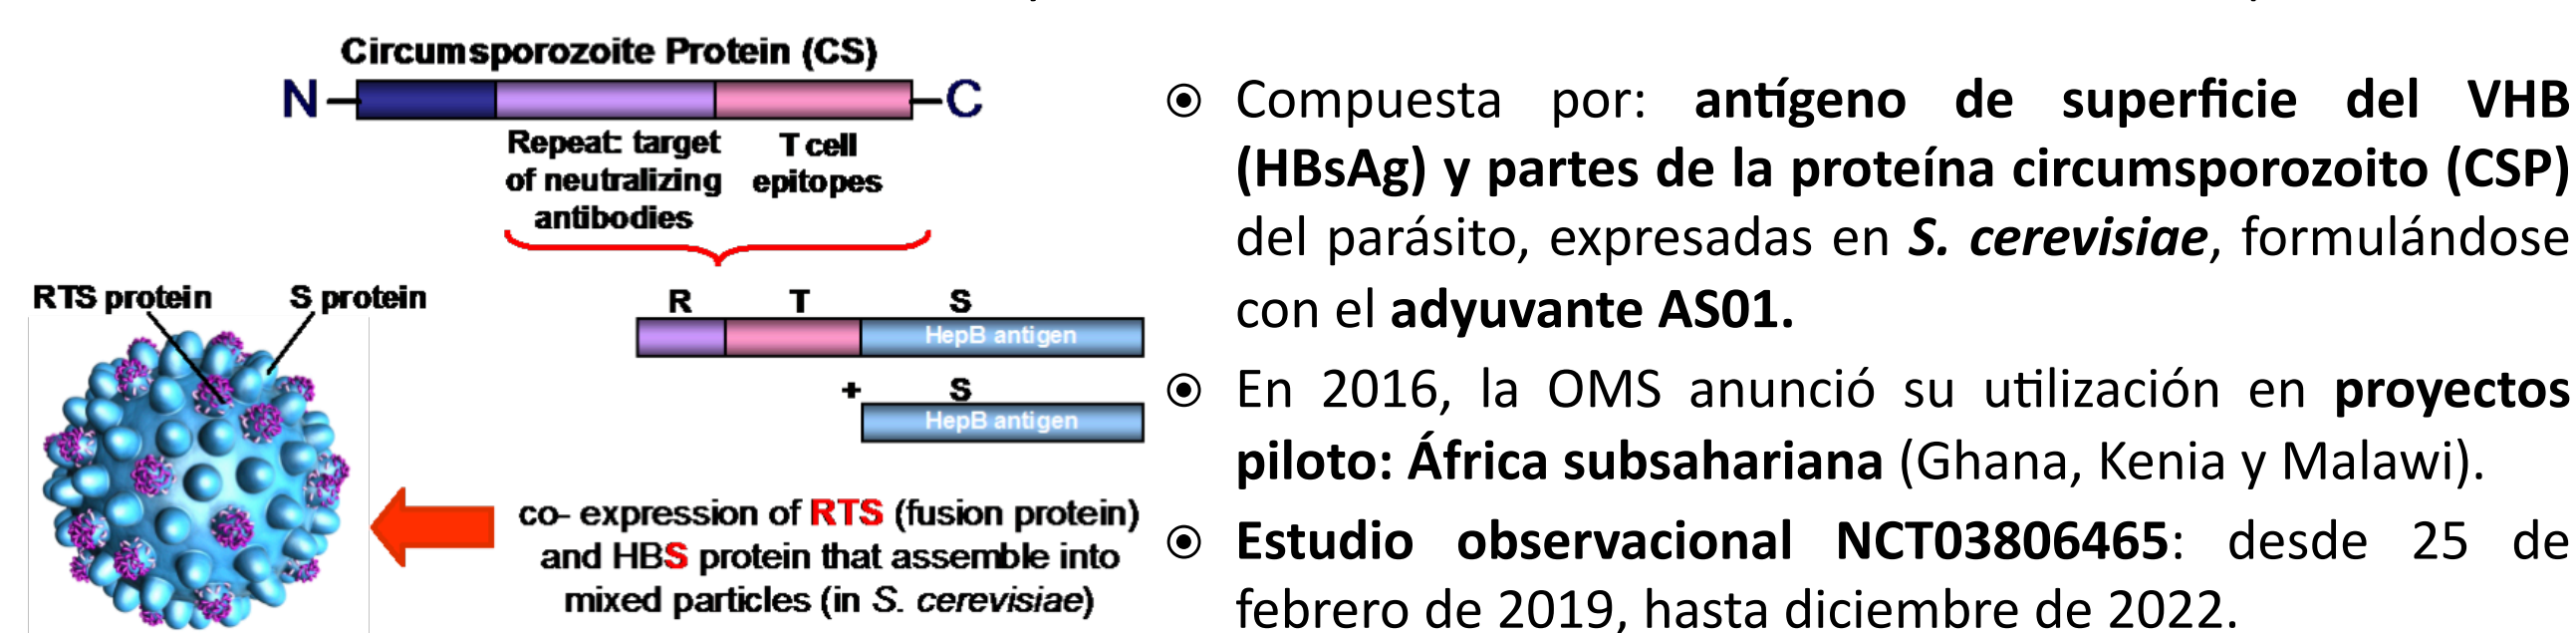 Circumsporozoite Protein (CS)
N
C
Repeat: target
of neutralizing
antibodies
T cell
epitopes
RTS protein
S protein
R T S
HepB antigen
+ S
HepB antigen
co- expression of RTS (fusion protein)
and HBS protein that assemble into
mixed particles (in S. cerevisiae)
Compuesta por: antígeno de superficie del VHB
(HBsAg) y partes de la proteína circumsporozoito (CSP)
del parásito, expresadas en S. cerevisiae, formulándose
con el adyuvante AS01.
En 2016, la OMS anunció su utilización en proyectos
piloto: África subsahariana (Ghana, Kenia y Malawi).
Estudio observacional NCT03806465: desde 25 de
febrero de 2019, hasta diciembre de 2022.